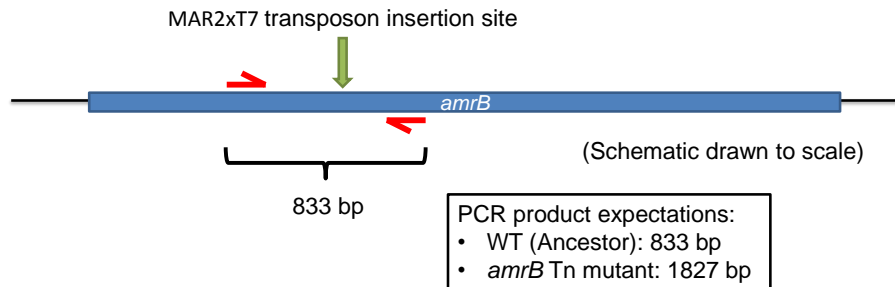 MAR2xT7 transposon insertion site
amrB
(Schematic drawn to scale)
833 bp
PCR product expectations:
• WT (Ancestor): 833 bp
• amrB Tn mutant: 1827 bp